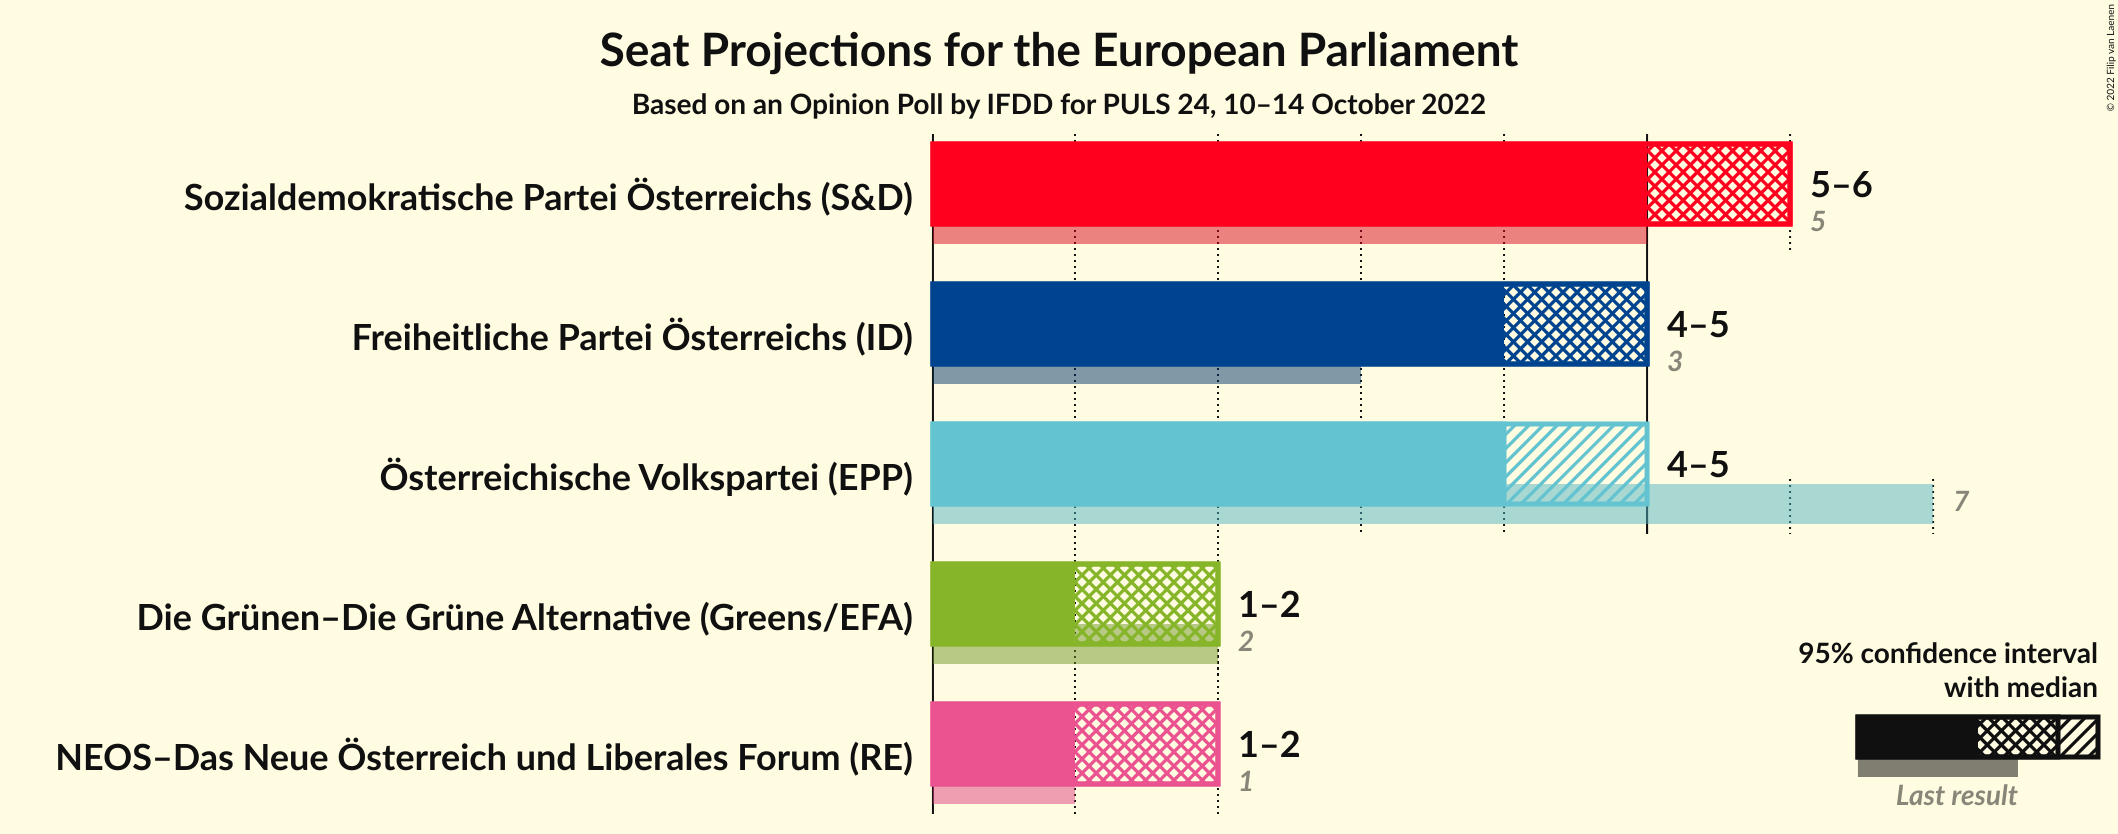 Seat Projections for the European Parliament
Based on an Opinion Poll by IFDD for PULS 24, 10–14 October 2022
© 2022 Filip van Laenen
Sozialdemokratische Partei Österreichs (S&D)
5–6
5
Freiheitliche Partei Österreichs (ID)
4–5
3
Österreichische Volkspartei (EPP)
4–5
7
Die Grünen–Die Grüne Alternative (Greens/EFA)
1–2
2
NEOS–Das Neue Österreich und Liberales Forum (RE)
1–2
1
95% confidence interval
with median
Last result